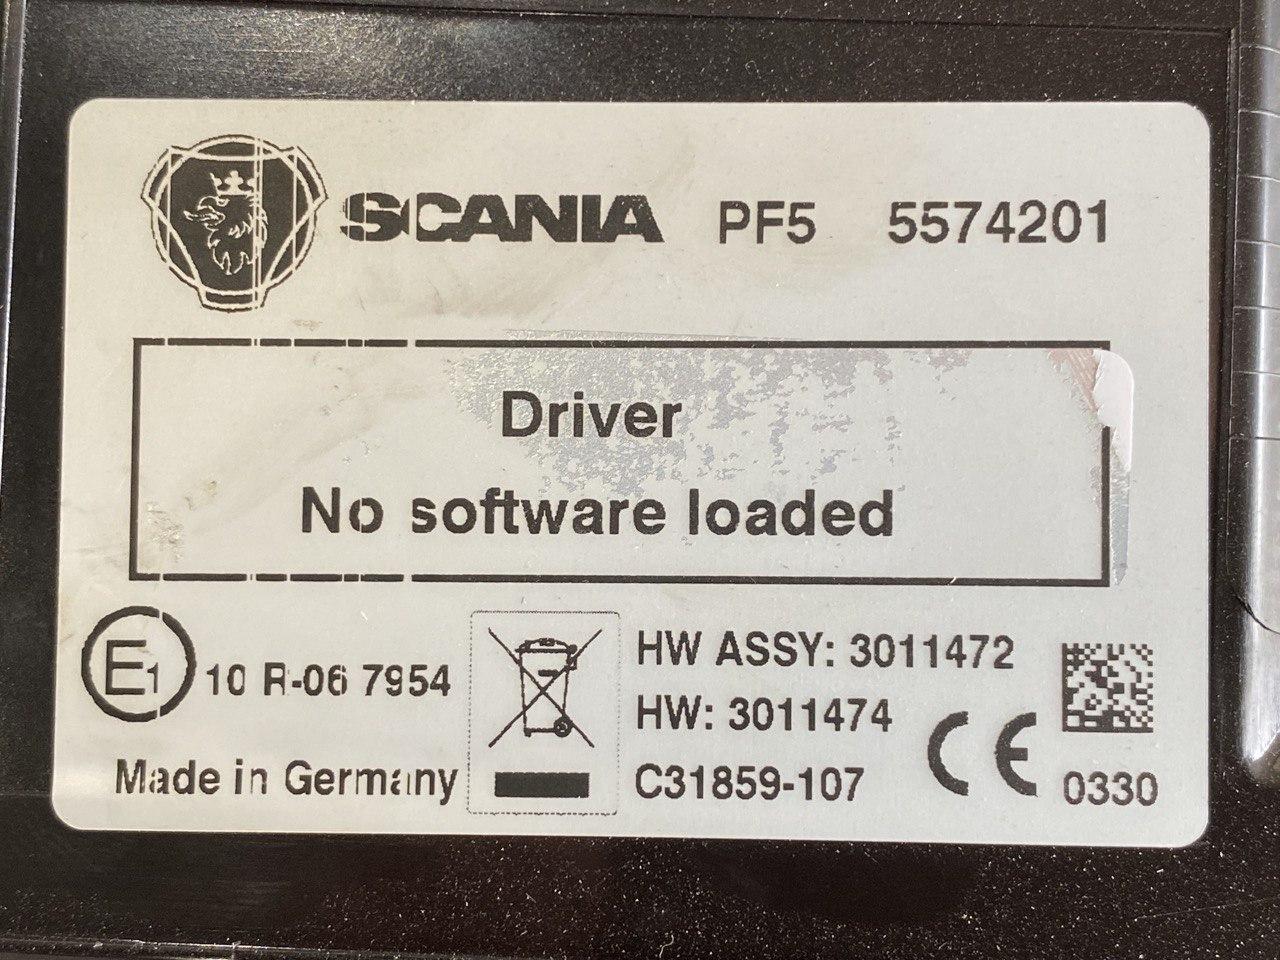 SCANIA PF5 5574201
Driver
No software loaded
E1 10 R-06 7954
Made in Germany
HW ASSY: 3011472
HW: 3011474
C31859-107
CE
0330